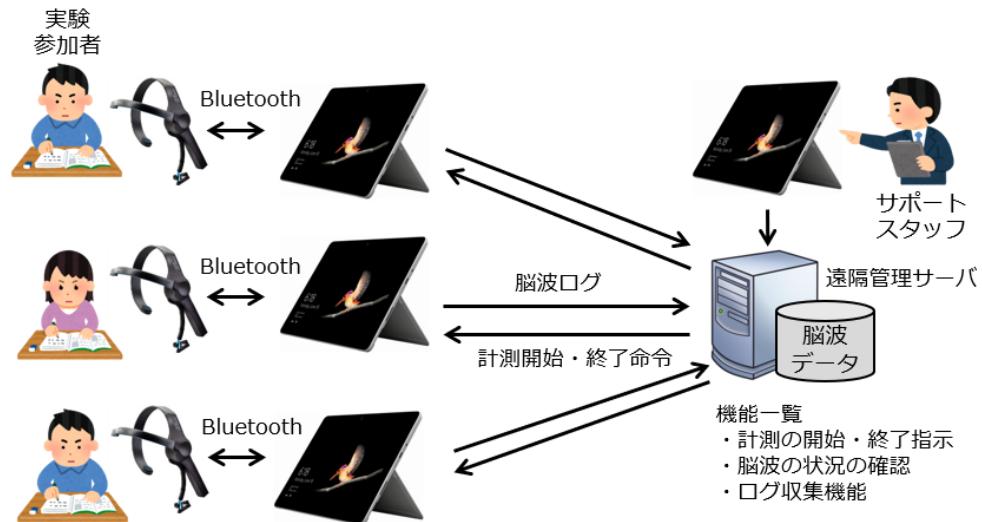 実験
参加者
Bluetooth
サポート
スタッフ
Bluetooth
脳波ログ
遠隔管理サーバ
脳波
データ
計測開始・終了命令
Bluetooth
機能一覧
・計測の開始・終了指示
・脳波の状況の確認
・ログ収集機能